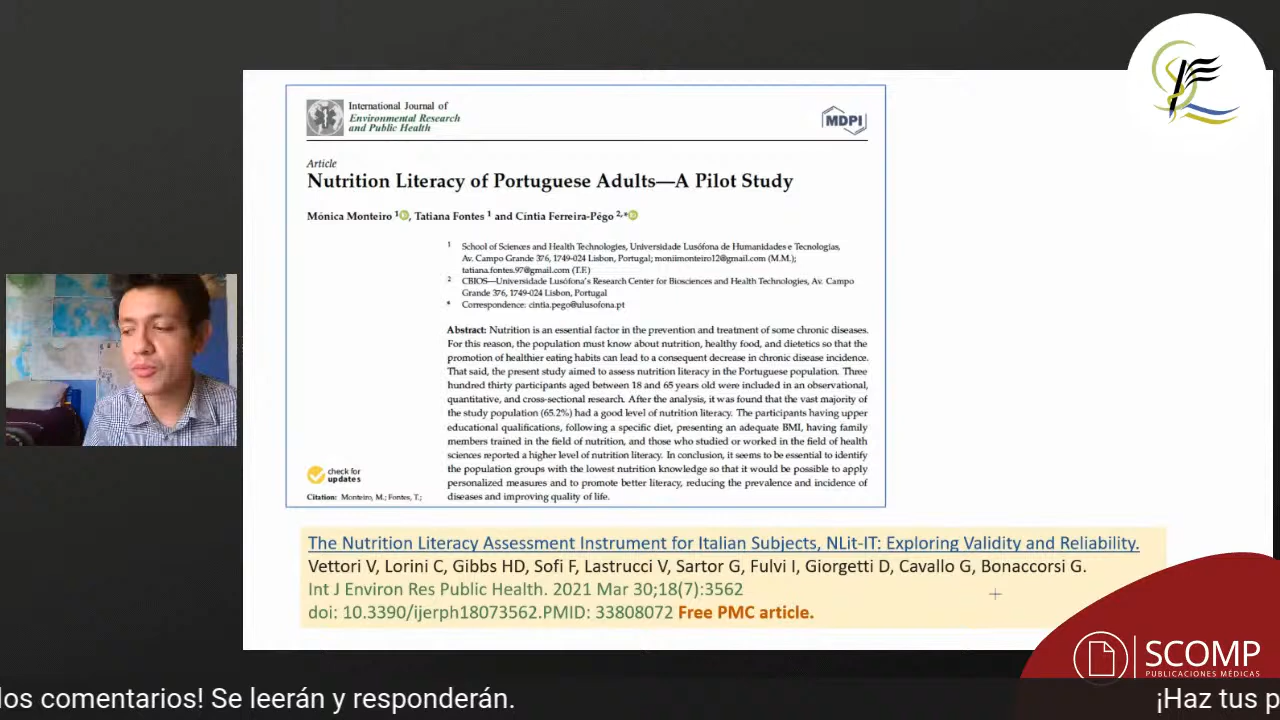 International Journal of
Environmental Research
and Public Health
MDPI
Article
Nutrition Literacy of Portuguese Adults—A Pilot Study
Mónica Monteiro 1, Tatiana Fontes 1 and Cíntia Ferreira-Pêgo 2,*
1 School of Sciences and Health Technologies, Universidade Lusófona de Humanidades e Tecnologias,
Av. Campo Grande 376, 1749-024 Lisbon, Portugal; moniimonteiro12@gmail.com (M.M.);
tatiana.fontes.97@gmail.com (T.F.)
2 CBIOS—Universidade Lusófona's Research Center for Biosciences and Health Technologies, Av. Campo
Grande 376, 1749-024 Lisbon, Portugal
* Correspondence: cintia.pego@ulusofona.pt
Abstract: Nutrition is an essential factor in the prevention and treatment of some chronic diseases.
For this reason, the population must know about nutrition, healthy food, and dietetics so that the
promotion of healthier eating habits can lead to a consequent decrease in chronic disease incidence.
That said, the present study aimed to assess nutrition literacy in the Portuguese population. Three
hundred thirty participants aged between 18 and 65 years old were included in an observational,
quantitative, and cross-sectional research. After the analysis, it was found that the vast majority of
the study population (65.2%) had a good level of nutrition literacy. The participants having upper
educational qualifications, following a specific diet, presenting an adequate BMI, having family
members trained in the field of nutrition, and those who studied or worked in the field of health
sciences reported a higher level of nutrition literacy. In conclusion, it seems to be essential to identify
the population groups with the lowest nutrition knowledge so that it would be possible to apply
personalized measures and to promote better literacy, reducing the prevalence and incidence of
diseases and improving quality of life.
check for
updates
Citation: Monteiro, M.; Fontes, T.;
The Nutrition Literacy Assessment Instrument for Italian Subjects, NLit-IT: Exploring Validity and Reliability.
Vettori V, Lorini C, Gibbs HD, Sofi F, Lastrucci V, Sartor G, Fulvi I, Giorgetti D, Cavallo G, Bonaccorsi G.
Int J Environ Res Public Health. 2021 Mar 30;18(7):3562
doi: 10.3390/ijerph18073562.PMID: 33808072 Free PMC article.
SCOMP
PUBLICACIONES MÉDICAS
los comentarios! Se leerán y responderán.
¡Haz tus p